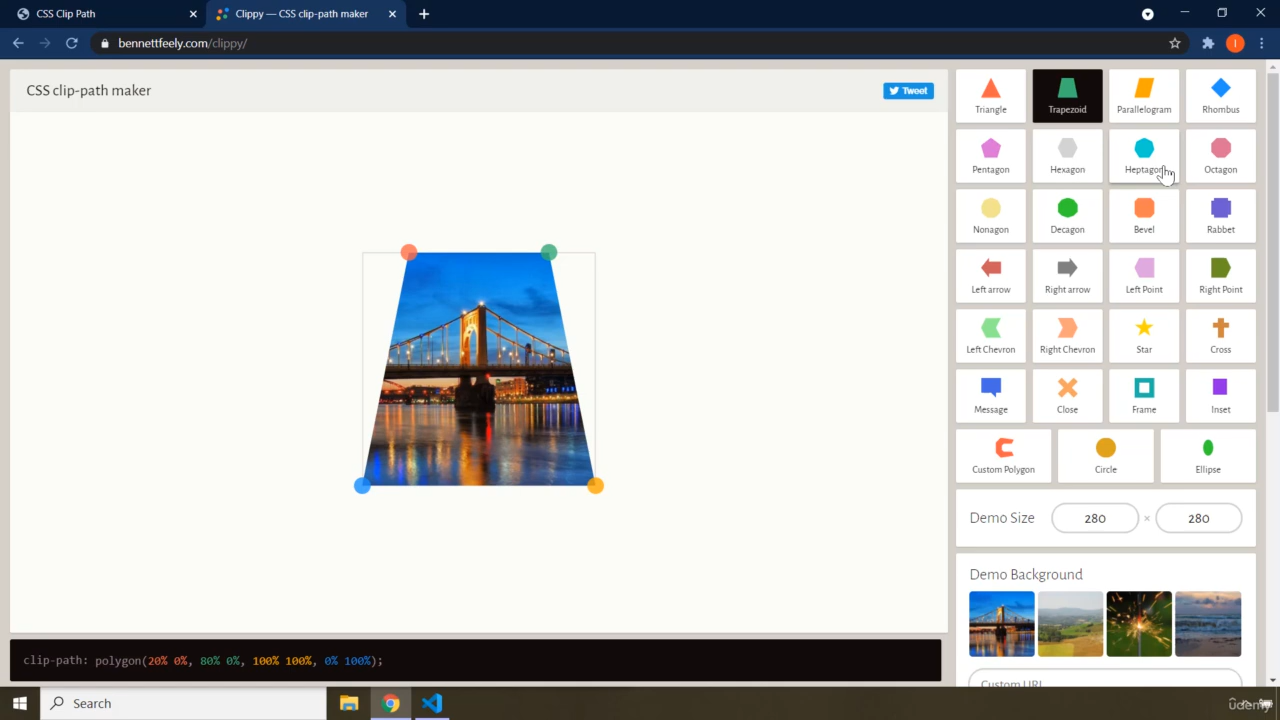 CSS Clip Path
Clippy — CSS clip-path maker
bennettfeely.com/clippy/
I
CSS clip-path maker
Tweet
Triangle
Trapezoid
Parallelogram
Rhombus
Pentagon
Hexagon
Heptagon
Octagon
Nonagon
Decagon
Bevel
Rabbet
Left arrow
Right arrow
Left Point
Right Point
Left Chevron
Right Chevron
Star
Cross
Message
Close
Frame
Inset
Custom Polygon
Circle
Ellipse
Demo Size
280 × 280
Demo Background
Custom URL
clip-path: polygon(20% 0%, 80% 0%, 100% 100%, 0% 100%);
Search
udemy